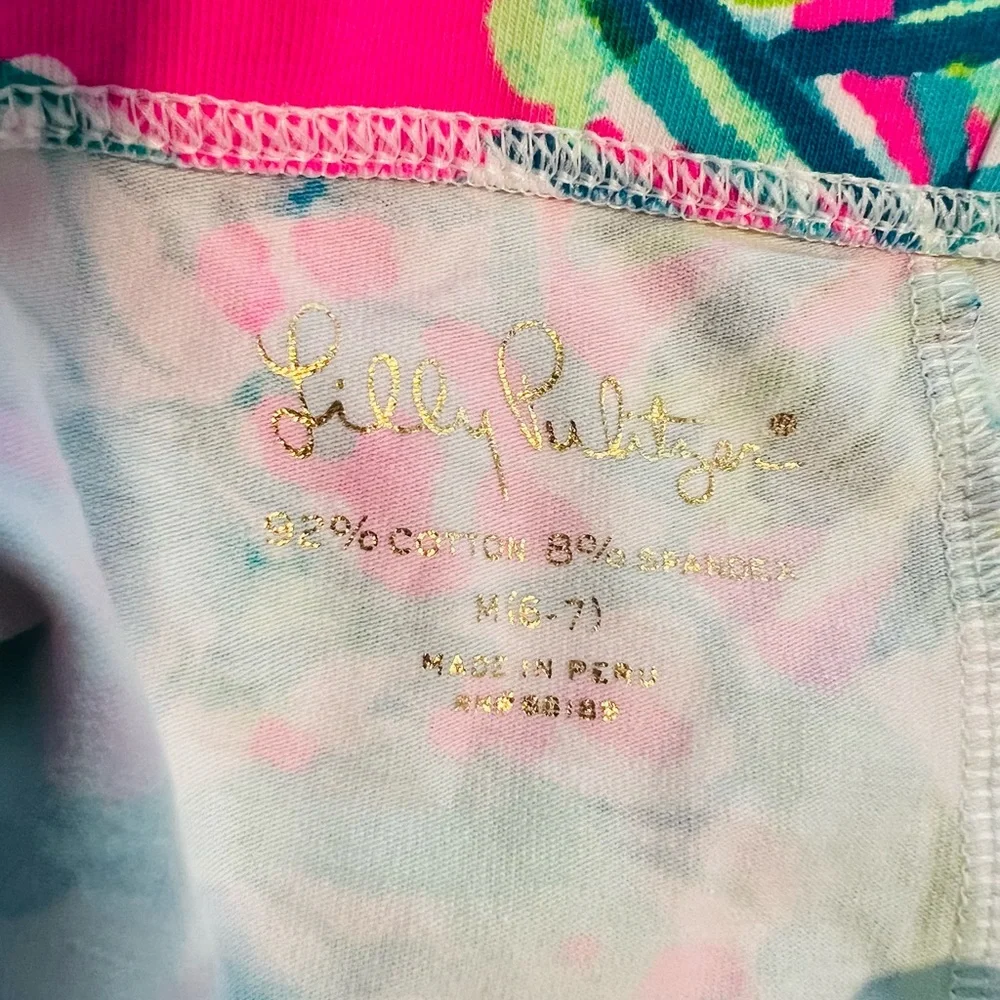 Lilly Pulitzer®
92% COTTON 8% SPANDEX
M(6-7)
MADE IN PERU